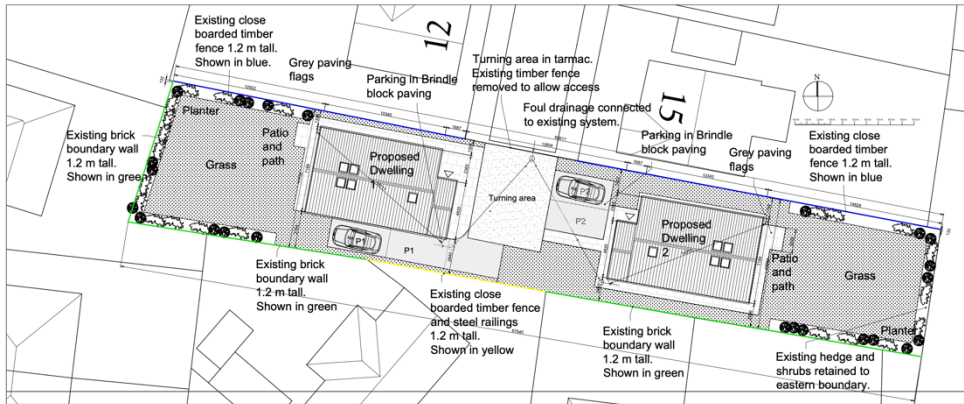 Existing close
boarded timber
fence 1.2 m tall.
Shown in blue.
Grey paving
flags
12
Parking in Brindle
block paving
Turning area in tarmac.
Existing timber fence
removed to allow access
Foul drainage connected
to existing system.
15
N
Parking in Brindle
block paving
Grey paving
flags
Existing close
boarded timber
fence 1.2 m tall.
Shown in blue
Existing brick
boundary wall
1.2 m tall.
Shown in green
Planter
Grass
Patio
and
path
Proposed
Dwelling
1
P1
P1
Turning area
P2
P2
Proposed
Dwelling
2
Patio
and
path
Grass
Planter
Existing brick
boundary wall
1.2 m tall.
Shown in green
Existing close
boarded timber fence
and steel railings
1.2 m tall.
Shown in yellow
Existing brick
boundary wall
1.2 m tall.
Shown in green
Existing hedge and
shrubs retained to
eastern boundary.